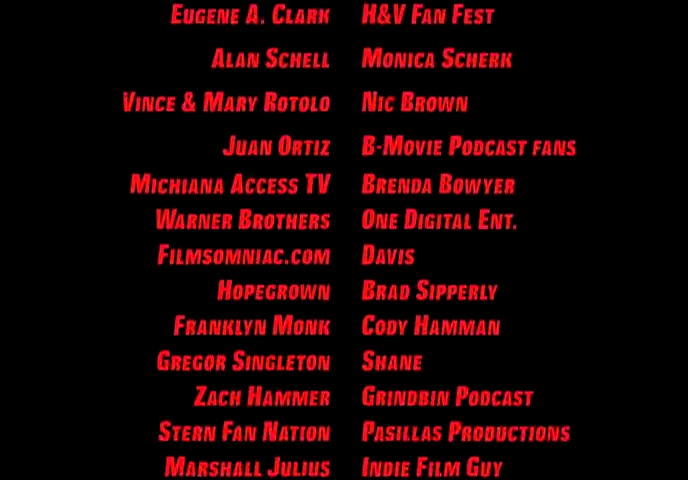 Eugene A. Clark H&V Fan Fest
Alan Schell Monica Scherk
Vince & Mary Rotolo Nic Brown
Juan Ortiz B-Movie Podcast fans
Michiana Access TV Brenda Bowyer
Warner Brothers One Digital Ent.
Filmsomniac.com Davis
Hopegrown Brad Sipperly
Franklyn Monk Cody Hamman
Gregor Singleton Shane
Zach Hammer Grindbin Podcast
Stern Fan Nation Pasillas Productions
Marshall Julius Indie Film Guy